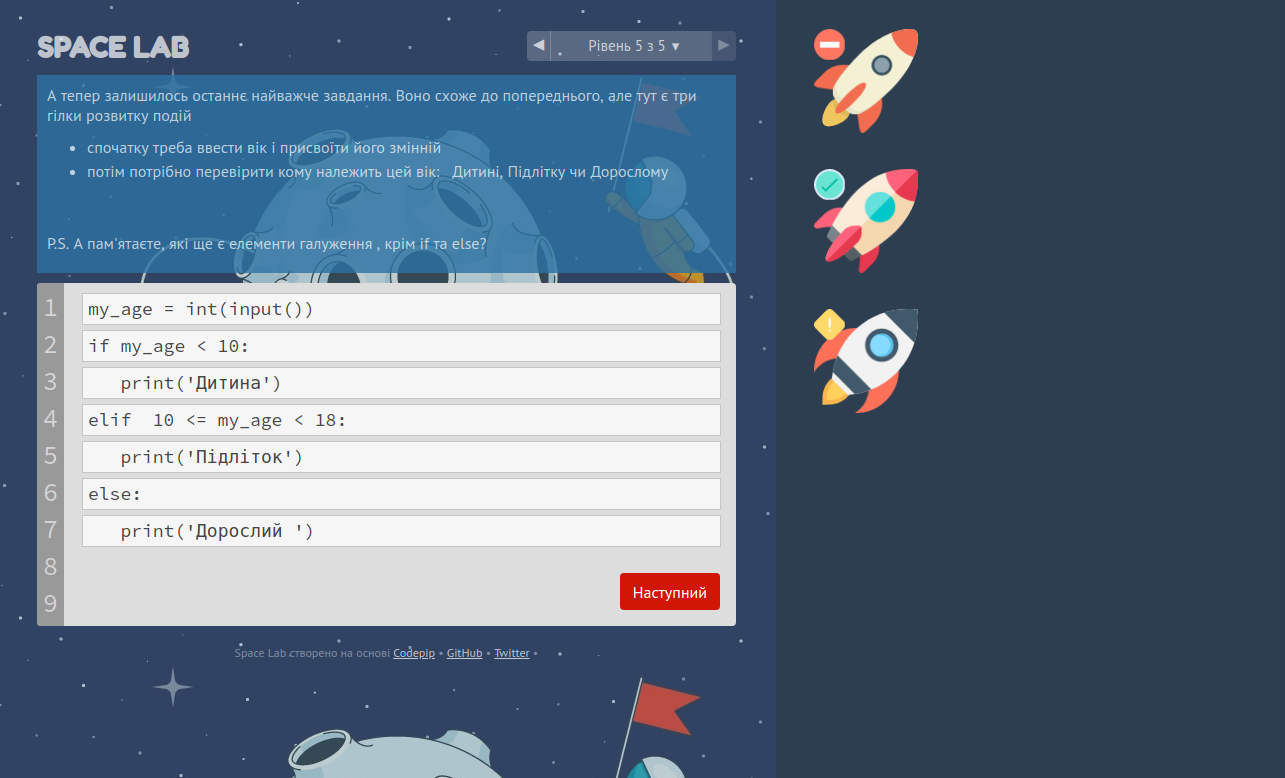 SPACE LAB
◀ Рівень 5 з 5 ▼ ▶
А тепер залишилось останнє найважче завдання. Воно схоже до попереднього, але тут є три
гілки розвитку подій
• спочатку треба ввести вік і присвоїти його змінній
• потім потрібно перевірити кому належить цей вік: Дитині, Підлітку чи Дорослому
P.S. А пам'ятаєте, які ще є елементи галуження , крім if та else?
1 my_age = int(input())
2 if my_age < 10:
3 print('Дитина')
4 elif  10 <= my_age < 18:
5 print('Підліток')
6 else:
7 print('Дорослий ')
8
9
Наступний
Space Lab створено на основі Codepip • GitHub • Twitter •